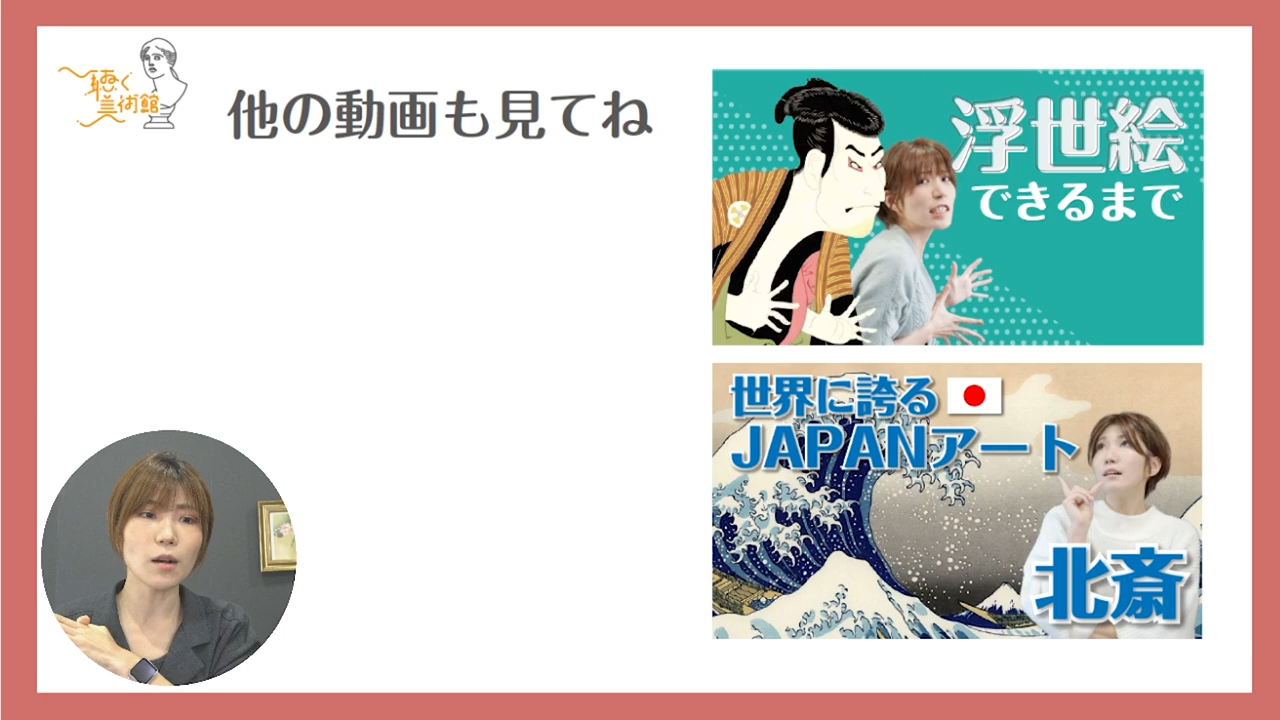 聴く
美術館
他の動画も見てね
浮世絵
できるまで
世界に誇る
JAPANアート
北斎